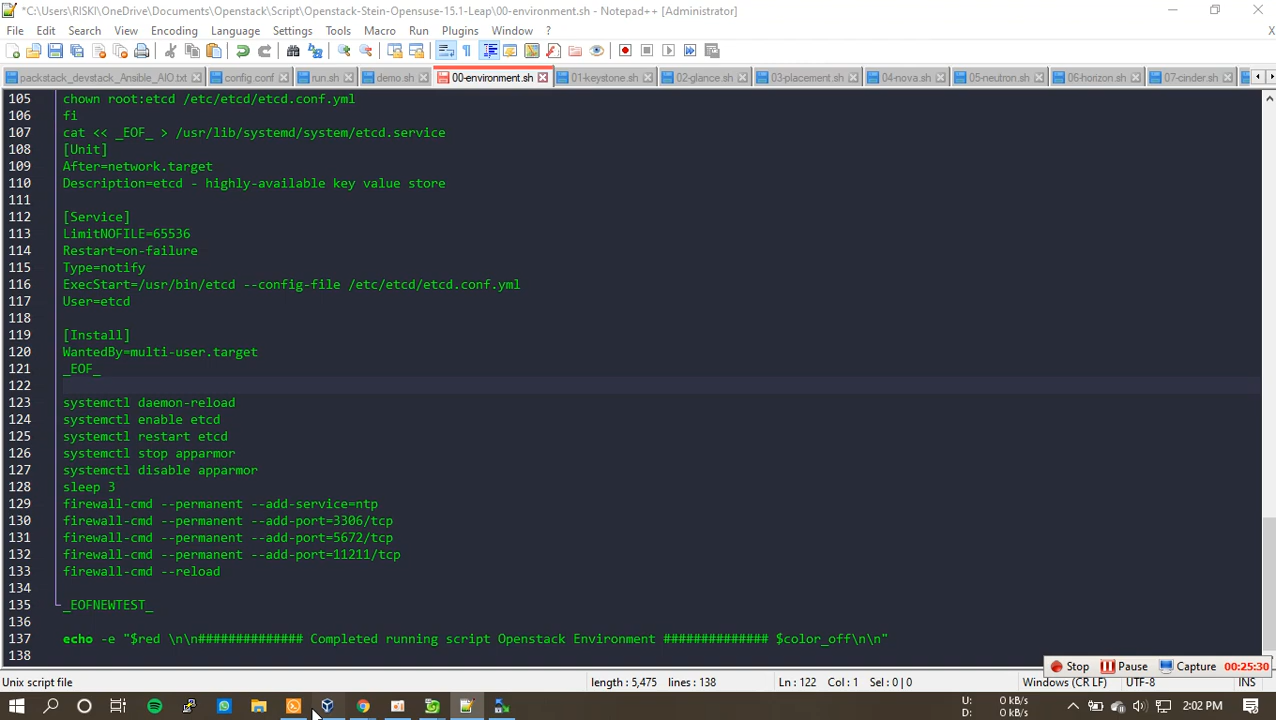 *C:\Users\RISKI\OneDrive\Documents\Openstack\Script\Openstack-Stein-Opensuse-15.1-Leap\00-environment.sh - Notepad++ [Administrator]
File Edit Search View Encoding Language Settings Tools Macro Run Plugins Window ?
packstack_devstack_Ansible_AIO.txt config.conf run.sh demo.sh 00-environment.sh 01-keystone.sh 02-glance.sh 03-placement.sh 04-nova.sh 05-neutron.sh 06-horizon.sh 07-cinder.sh
105 chown root:etcd /etc/etcd/etcd.conf.yml
106 fi
107 cat << _EOF_ > /usr/lib/systemd/system/etcd.service
108 [Unit]
109 After=network.target
110 Description=etcd - highly-available key value store
111
112 [Service]
113 LimitNOFILE=65536
114 Restart=on-failure
115 Type=notify
116 ExecStart=/usr/bin/etcd --config-file /etc/etcd/etcd.conf.yml
117 User=etcd
118
119 [Install]
120 WantedBy=multi-user.target
121 _EOF_
122
123 systemctl daemon-reload
124 systemctl enable etcd
125 systemctl restart etcd
126 systemctl stop apparmor
127 systemctl disable apparmor
128 sleep 3
129 firewall-cmd --permanent --add-service=ntp
130 firewall-cmd --permanent --add-port=3306/tcp
131 firewall-cmd --permanent --add-port=5672/tcp
132 firewall-cmd --permanent --add-port=11211/tcp
133 firewall-cmd --reload
134
135 _EOFNEWTEST_
136
137 echo -e "$red \n\n############## Completed running script Openstack Environment ############## $color_off\n\n"
138
Stop Pause Capture 00:25:30
Unix script file length : 5,475 lines : 138 Ln : 122 Col : 1 Sel : 0 | 0 Windows (CR LF) UTF-8 INS
U: 0 kB/s
D: 0 kB/s
2:02 PM